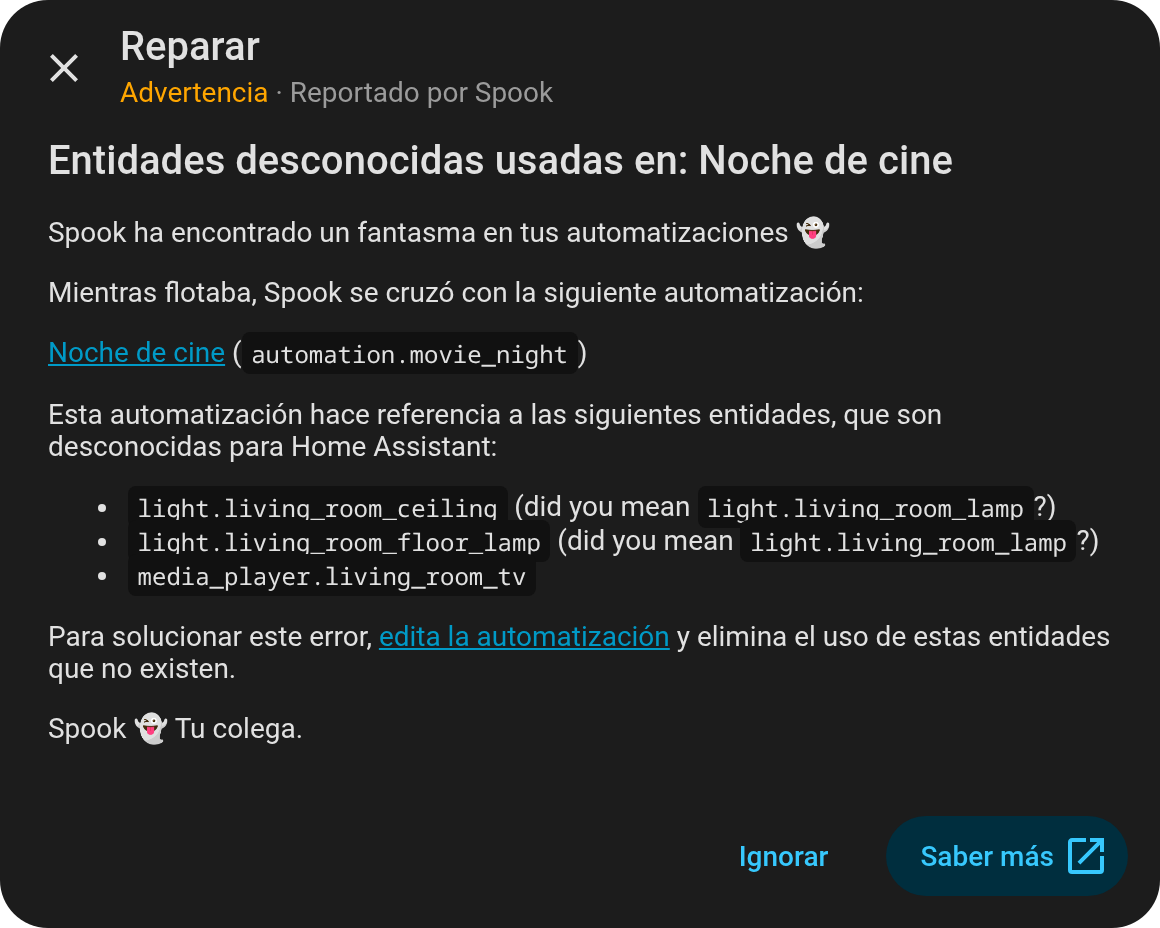 Reparar
Advertencia · Reportado por Spook
Entidades desconocidas usadas en: Noche de cine
Spook ha encontrado un fantasma en tus automatizaciones 👻
Mientras flotaba, Spook se cruzó con la siguiente automatización:
Noche de cine (automation.movie_night)
Esta automatización hace referencia a las siguientes entidades, que son
desconocidas para Home Assistant:
• light.living_room_ceiling (did you mean light.living_room_lamp?)
• light.living_room_floor_lamp (did you mean light.living_room_lamp?)
• media_player.living_room_tv
Para solucionar este error, edita la automatización y elimina el uso de estas entidades
que no existen.
Spook 👻 Tu colega.
Ignorar
Saber más